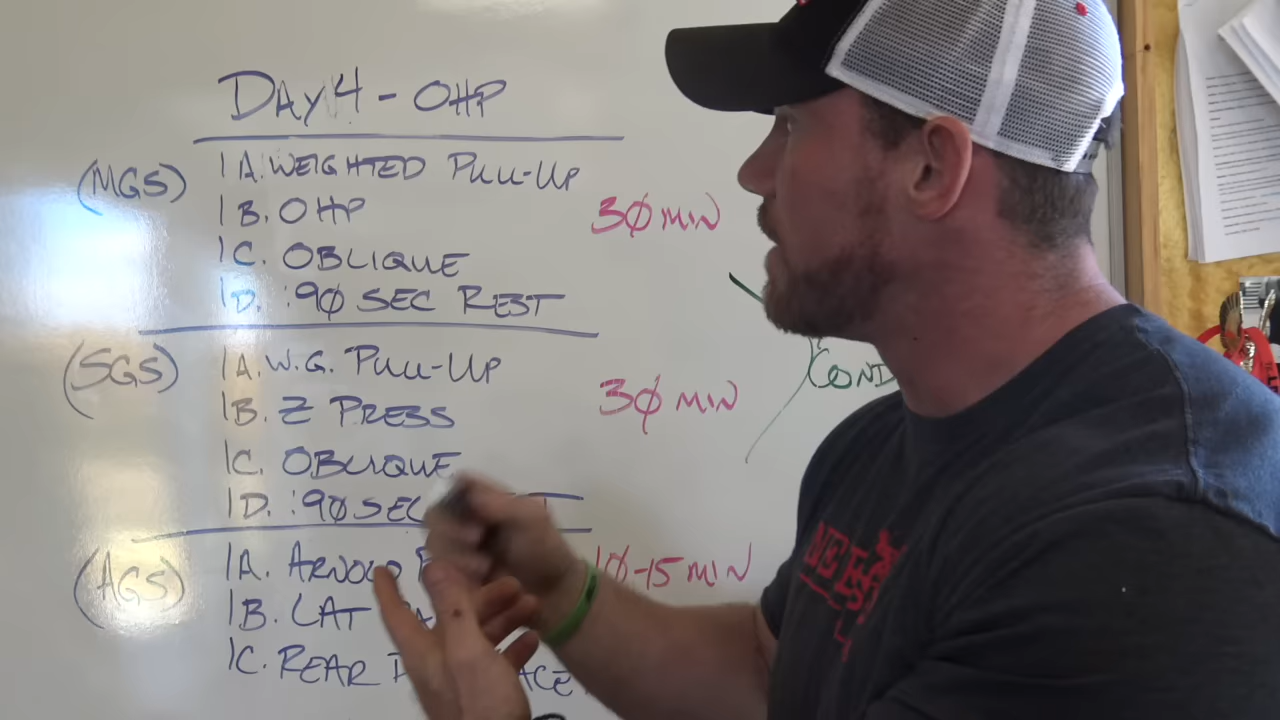 DAY 4 - OHP
(MGS)
1A. WEIGHTED PULL-UP
1B. OHP
1C. OBLIQUE
1D. :90 SEC REST
30 MIN
(SGS)
1A. W.G. PULL-UP
1B. Z PRESS
1C. OBLIQUE
1D. :90 SEC
30 MIN
COND
(AGS)
1A. ARNOLD
1B. LAT
1C. REAR
10-15 MIN